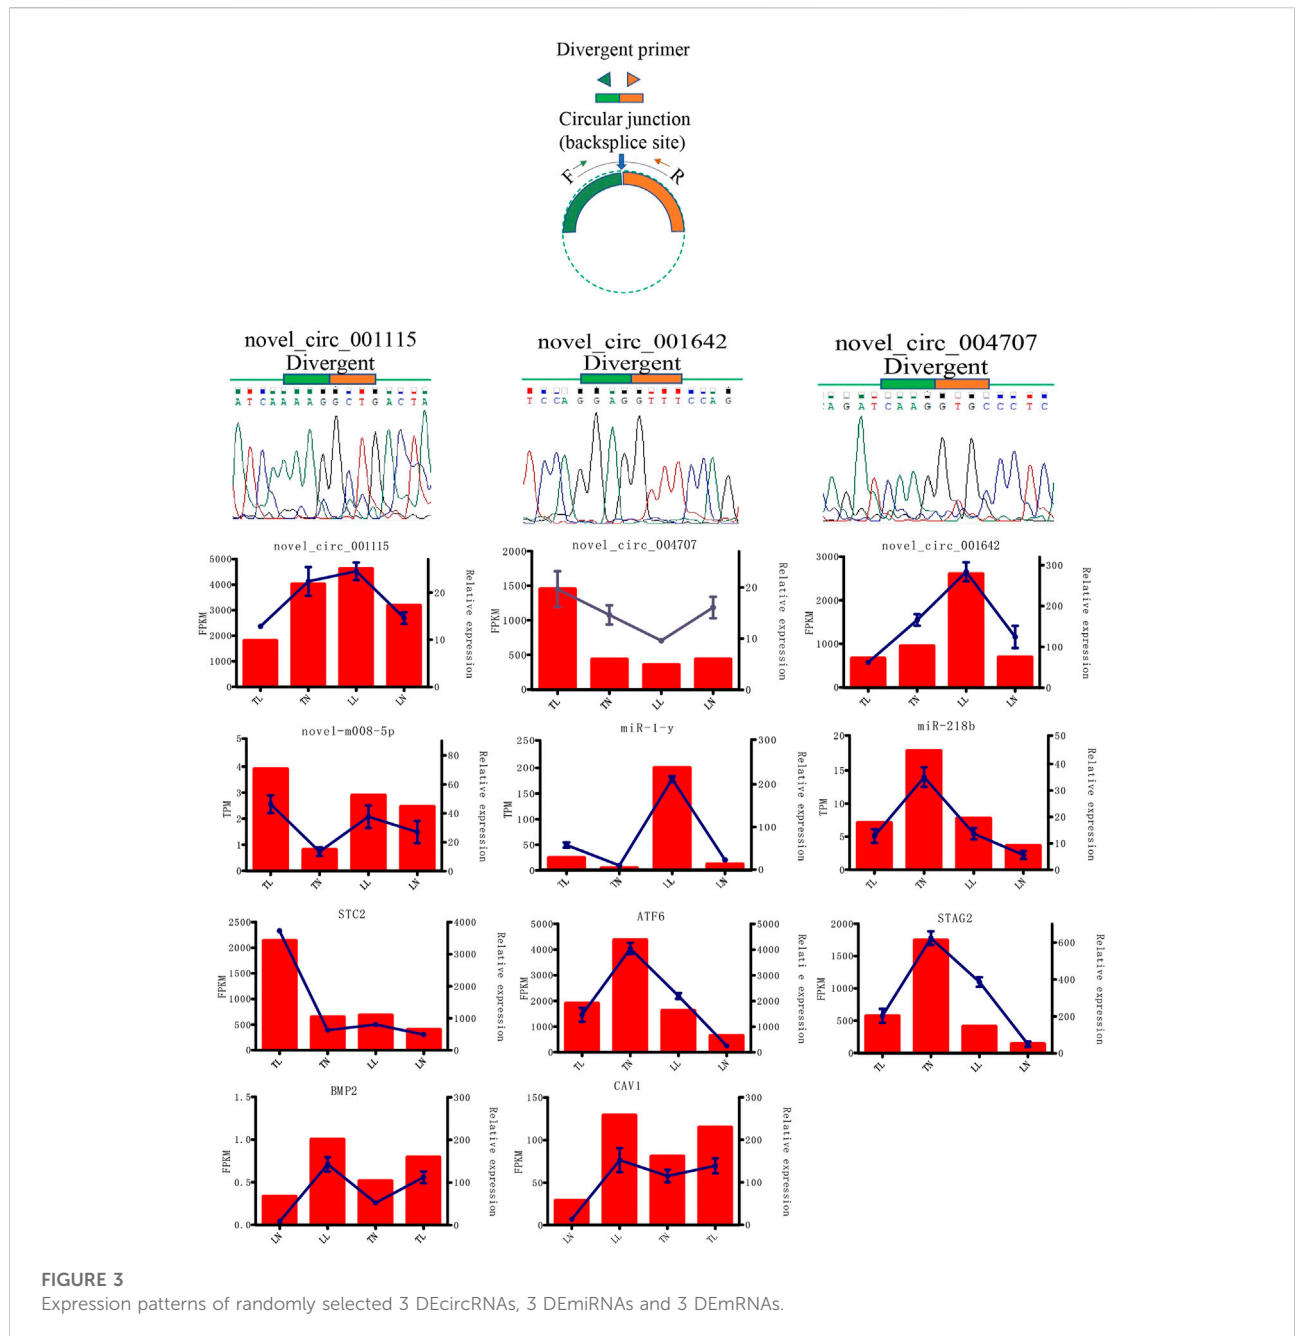 Divergent primer
Circular junction
(backsplice site)
F
R
novel_circ_001115
Divergent
ATCAAAAGGCTGACTA
novel_circ_001642
Divergent
TCCAGGAGGTTTCCAG
novel_circ_004707
Divergent
AGATCAAGGTGCCCTC
novel_circ_001115
FPKM
5000
4000
3000
2000
1000
0
20
10
0
Relative expression
TL
TN
LL
LN
novel_circ_004707
FPKM
2000
1500
1000
500
0
20
10
0
Relative expression
TL
TN
LL
LN
novel_circ_001642
FPKM
3000
2000
1000
0
300
200
100
0
Relative expression
TL
TN
LL
LN
novel-m008-5p
TPM
5
4
3
2
1
0
80
60
40
20
0
Relative expression
TL
TN
LL
LN
miR-1-y
TPM
250
200
150
100
50
0
300
200
100
0
Relative expression
TL
TN
LL
LN
miR-218b
TPM
20
15
10
5
0
50
40
30
20
10
0
Relative expression
TL
TN
LL
LN
STC2
FPKM
2500
2000
1500
1000
500
0
4000
3000
2000
1000
0
Relative expression
TL
TN
LL
LN
ATF6
FPKM
5000
4000
3000
2000
1000
0
5000
4000
3000
2000
1000
0
Relati e expression
TL
TN
LL
LN
STAG2
FPKM
2000
1500
1000
500
0
600
400
200
0
Relative expression
TL
TN
LL
LN
BMP2
FPKM
1.5
1.0
0.5
0.0
300
200
100
0
Relative expression
LN
LL
TN
TL
CAV1
FPKM
150
100
50
0
300
200
100
0
Relative expression
LN
LL
TN
TL
FIGURE 3
Expression patterns of randomly selected 3 DEcircRNAs, 3 DEmiRNAs and 3 DEmRNAs.